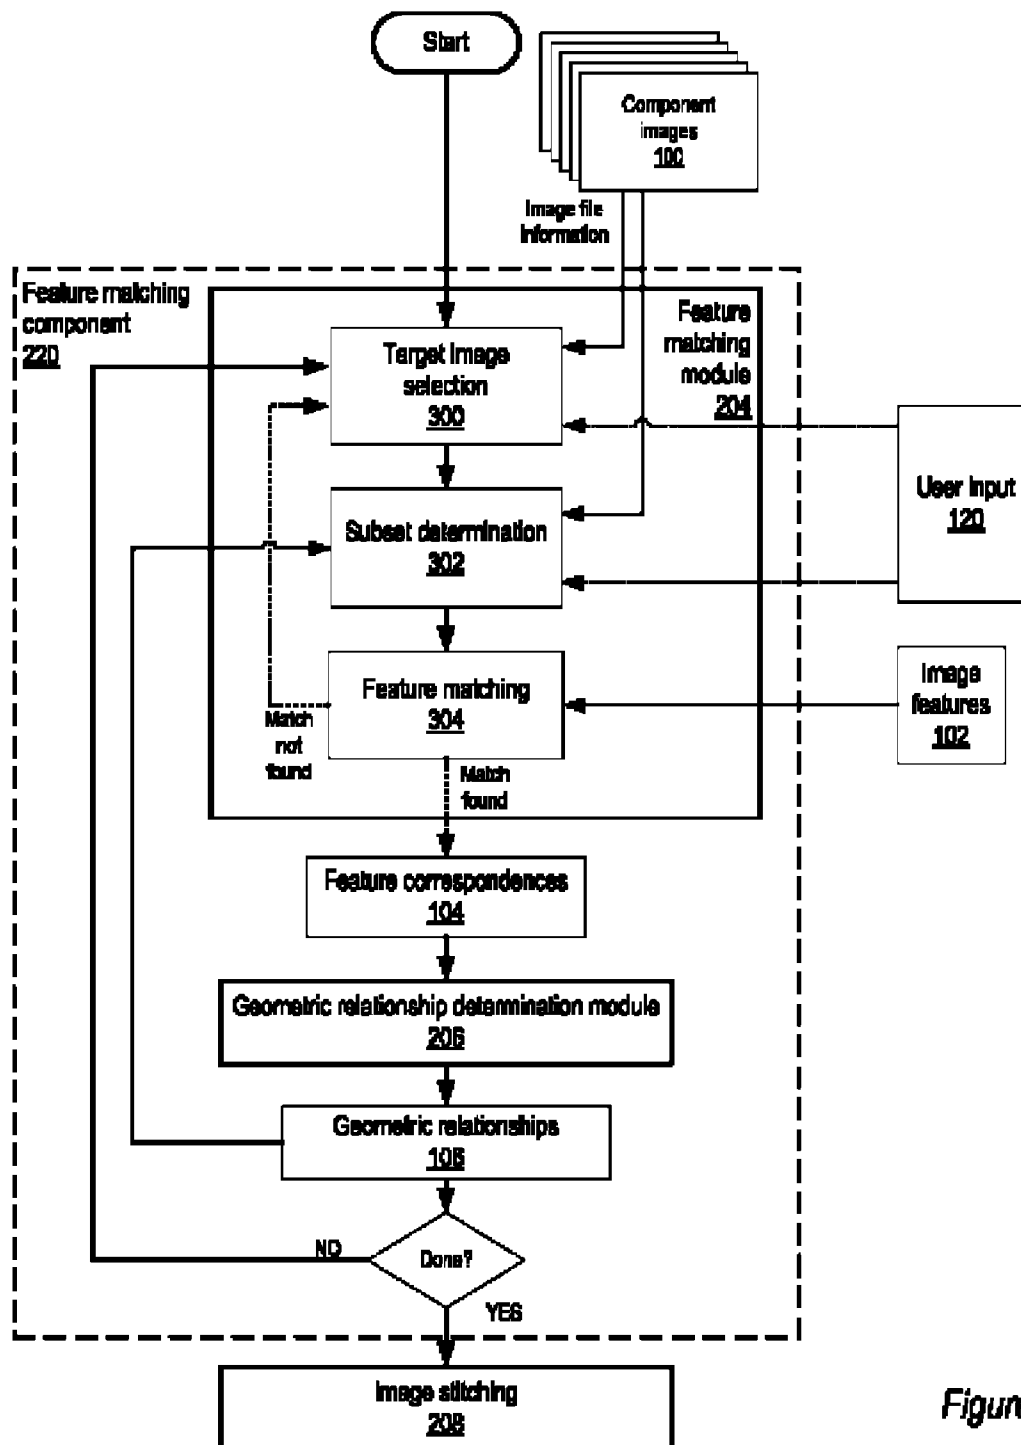 Start
Component
images
100
Image file
information
Feature matching
component
220
Feature
matching
module
204
Target image
selection
300
User input
120
Subset determination
302
Feature matching
304
Image
features
102
Match
not
found
Match
found
Feature correspondences
104
Geometric relationship determination module
206
Geometric relationships
106
NO
Done?
YES
Image stitching
208
Figur